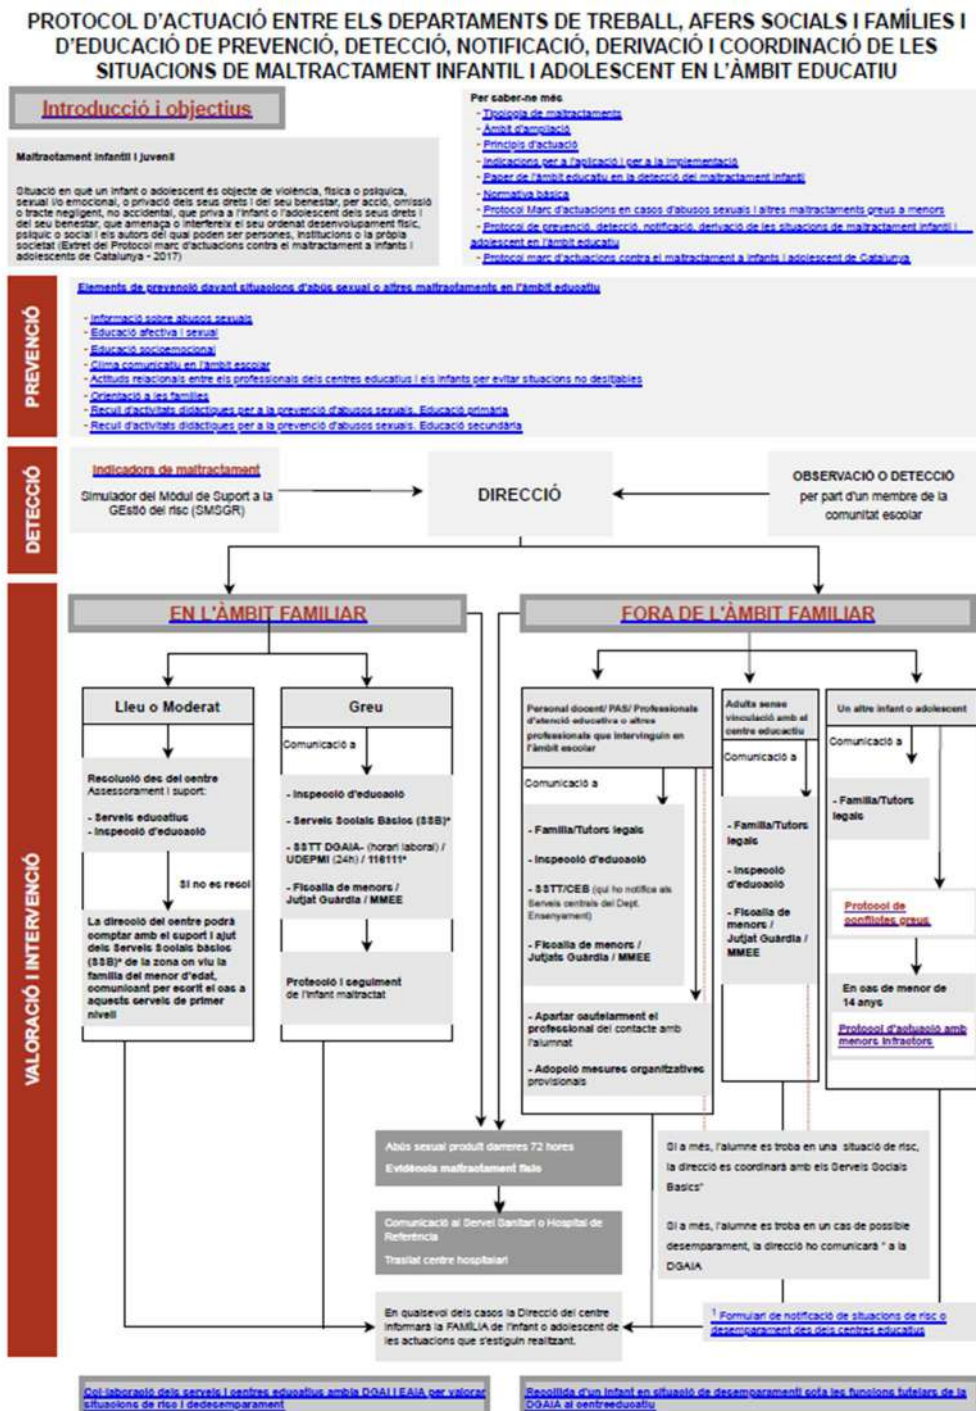 PROTOCOL D'ACTUACIÓ ENTRE ELS DEPARTAMENTS DE TREBALL, AFERS SOCIALS I FAMÍLIES I
D'EDUCACIÓ DE PREVENCIÓ, DETECCIÓ, NOTIFICACIÓ, DERIVACIÓ I COORDINACIÓ DE LES
SITUACIONS DE MALTRACTAMENT INFANTIL I ADOLESCENT EN L'ÀMBIT EDUCATIU
Introducció i objectius
Maltractament infantil i juvenil
Situació en què un infant o adolescent és objecte de violència, física o psíquica,
sexual i/o emocional, o privació dels seus drets i del seu benestar, per acció, omissió
o tracte negligent, no accidental, que priva a l'infant o l'adolescent dels seus drets i
del seu benestar, que amenaça o interfereix el seu ordenat desenvolupament físic,
psíquic o social i els autors del qual poden ser persones, institucions o la pròpia
societat (Extret del Protocol marc d'actuacions contra el maltractament a infants i
adolescents de Catalunya - 2017)
Per saber-ne més
- Tipologia de maltractaments
- Àmbit d'ampliació
- Principis d'actuació
- Indicacions per a l'aplicació i per a la implementació
- Paper de l'àmbit educatiu en la detecció del maltractament infantil
- Normativa bàsica
- Protocol Marc d'actuacions en casos d'abusos sexuals i altres maltractaments greus a menors
- Protocol de prevenció, detecció, notificació, derivació de les situacions de maltractament infantil i
adolescent en l'àmbit educatiu
- Protocol marc d'actuacions contra el maltractament a infants i adolescent de Catalunya
PREVENCIÓ
Elements de prevenció davant situacions d'abús sexual o altres maltractaments en l'àmbit educatiu
- Informació sobre abusos sexuals
- Educació afectiva i sexual
- Educació socioemocional
- Clima comunicatiu en l'àmbit escolar
- Actituds relacionals entre els professionals dels centres educatius i els infants per evitar situacions no desitjables
- Orientació a les famílies
- Recull d'activitats didàctiques per a la prevenció d'abusos sexuals. Educació primària
- Recull d'activitats didàctiques per a la prevenció d'abusos sexuals. Educació secundària
DETECCIÓ
Indicadors de maltractament
Simulador del Mòdul de Suport a la
GEstió del risc (SMSGR)
DIRECCIÓ
OBSERVACIÓ O DETECCIÓ
per part d'un membre de la
comunitat escolar
VALORACIÓ I INTERVENCIÓ
EN L'ÀMBIT FAMILIAR
Lleu o Moderat
Resolució des del centre
Assessorament i suport:
- Serveis educatius
- Inspecció d'educació
Si no es resol
La direcció del centre podrà
comptar amb el suport i ajut
dels Serveis Socials bàsics
(SSB)* de la zona on viu la
família del menor d'edat,
comunicant per escrit el cas a
aquests serveis de primer
nivell
Greu
Comunicació a
- Inspecció d'educació
- Serveis Socials Bàsics (SSB)*
- SSTT DGAIA- (horari laboral) /
UDEPMI (24h) / 116111*
- Fiscalia de menors /
Jutjat Guàrdia / MMEE
Protecció i seguiment
de l'infant maltractat
FORA DE L'ÀMBIT FAMILIAR
Personal docent/ PAS/ Professionals
d'atenció educativa o altres
professionals que intervinguin en
l'àmbit escolar
Comunicació a
- Família/Tutors legals
- Inspecció d'educació
- SSTT/CEB (qui ho notifica als
Serveis centrals del Dept.
Ensenyament)
- Fiscalia de menors /
Jutjats Guàrdia / MMEE
- Apartar cautelarment el
professional del contacte amb
l'alumnat
- Adopció mesures organitzatives
provisionals
Adults sense
vinculació amb el
centre educactiu
Comunicació a
- Família/Tutors
legals
- Inspecció
d'educació
- Fiscalia de
menors /
Jutjat Guàrdia /
MMEE
Un altre infant o adolescent
Comunicació a
- Família/Tutors
legals
Protocol de
conflictes greus
En cas de menor de
14 anys
Protocol d'actuació amb
menors infractors
Abús sexual produït darreres 72 hores
Evidència maltractament físic
Comunicació al Servei Sanitari o Hospital de
Referència
Trasllat centre hospitalari
Si a més, l'alumne es troba en una situació de risc,
la direcció es coordinarà amb els Serveis Socials
Basics"
Si a més, l'alumne es troba en un cas de possible
desemparament, la direcció ho comunicarà " a la
DGAIA
En qualsevol dels casos la Direcció del centre
informarà la FAMÍLIA de l'infant o adolescent de
les actuacions que s'estiguin realitzant.
1 Formulari de notificació de situacions de risc o
desemparament des dels centres educatius
Col·laboració dels serveis i centres educatius ambla DGAI I EAIA per valorar
situacions de risc i dedesemparament
Recollida d'un infant en situació de desemparamenti sota les funcions tutelars de la
DGAIA al centreeducatiu